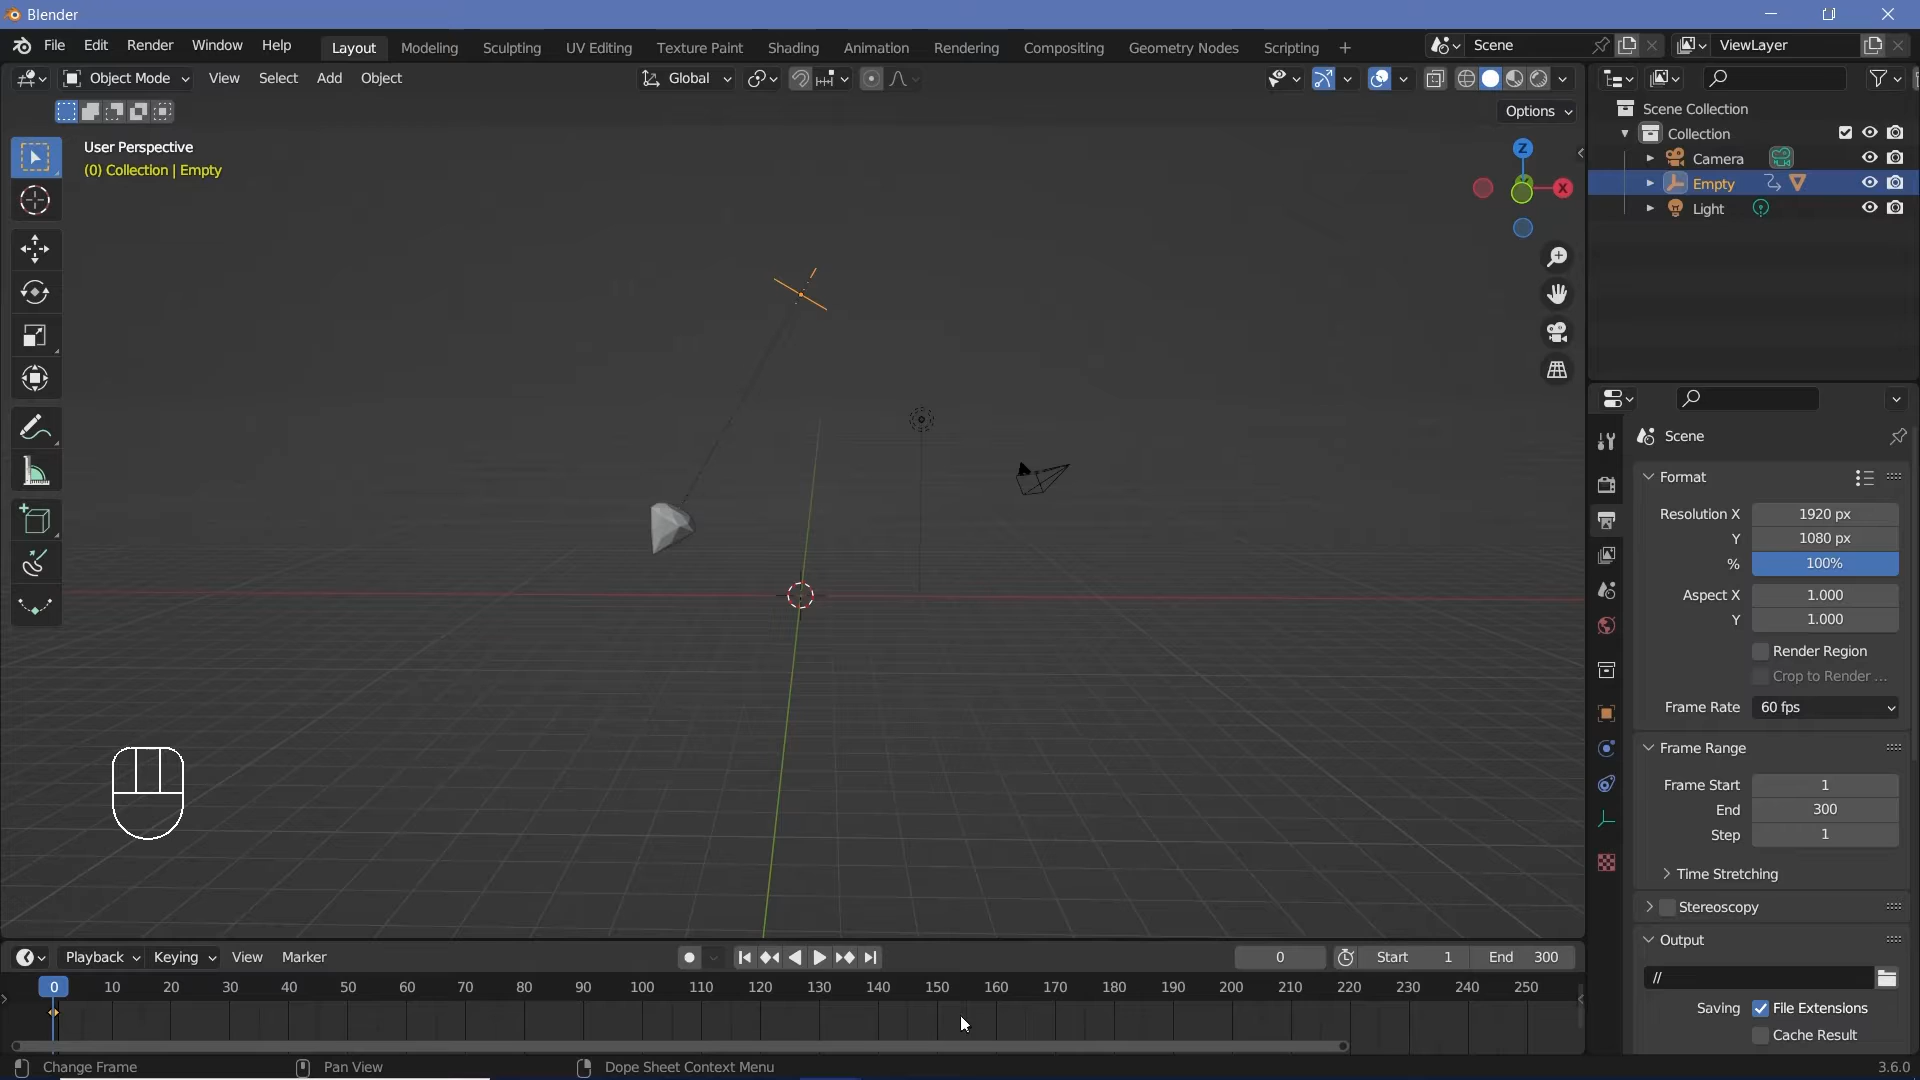 Blender
File Edit Render Window Help Layout Modeling Sculpting UV Editing Texture Paint Shading Animation Rendering Compositing Geometry Nodes Scripting + Scene ViewLayer
Object Mode View Select Add Object Global
Options
User Perspective
(0) Collection | Empty
Z
X
Scene Collection
Collection
Camera
Empty
Light
Scene
Format
Resolution X 1920 px
Y 1080 px
% 100%
Aspect X 1.000
Y 1.000
Render Region
Crop to Render ...
Frame Rate 60 fps
Frame Range
Frame Start 1
End 300
Step 1
Time Stretching
Stereoscopy
Output
//
Saving File Extensions
Cache Result
Playback Keying View Marker 0 Start 1 End 300
0 10 20 30 40 50 60 70 80 90 100 110 120 130 140 150 160 170 180 190 200 210 220 230 240 250
Change Frame Pan View Dope Sheet Context Menu 3.6.0